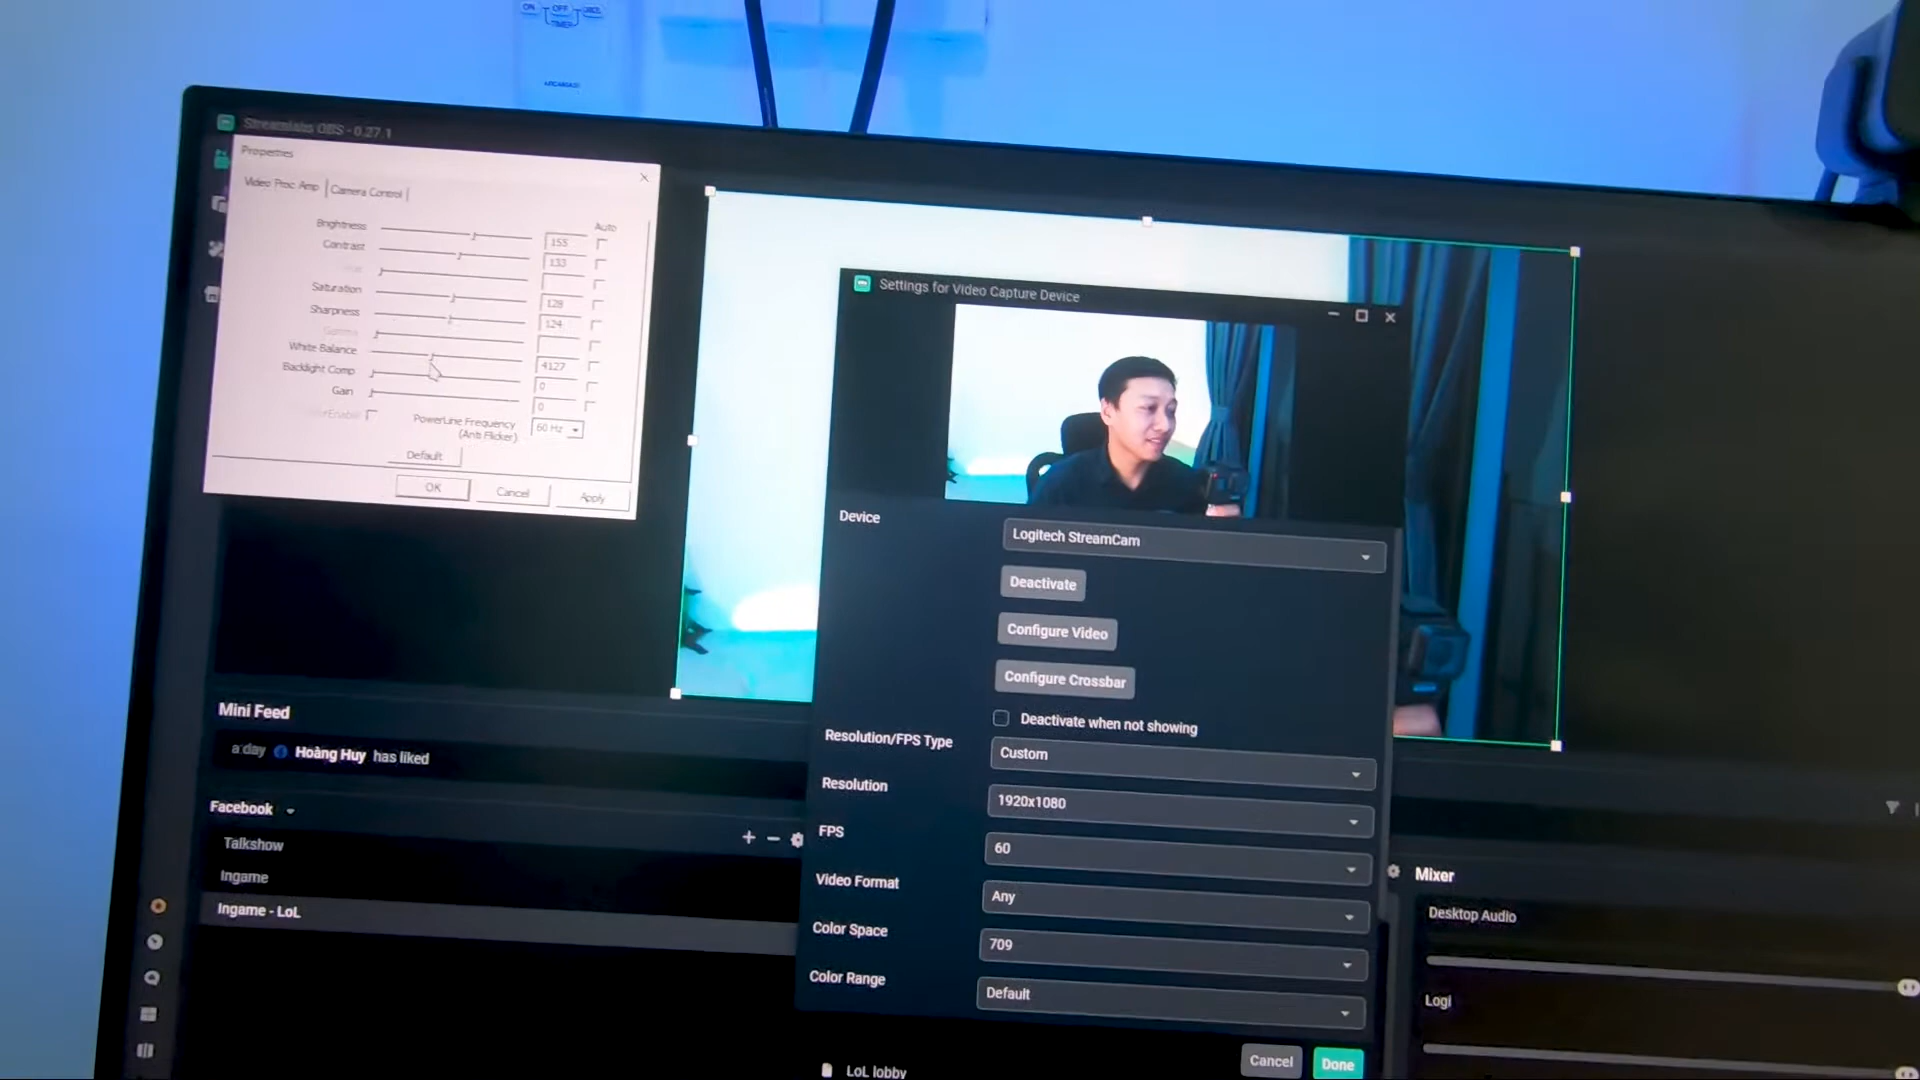 ON OFF
TIMER
Streamlabs OBS - 0.27.1
Properties
Video Proc Amp
Camera Control
Auto
Brightness
155
Contrast
133
Saturation
128
Sharpness
124
Gamma
White Balance
4127
Backlight Comp
0
Gain
0
PowerLine Frequency
(Anti Flicker)
60 Hz
Default
OK
Cancel
Apply
Settings for Video Capture Device
Device
Logitech StreamCam
Deactivate
Configure Video
Configure Crossbar
Deactivate when not showing
Resolution/FPS Type
Custom
Resolution
1920x1080
FPS
60
Video Format
Any
Color Space
709
Color Range
Default
Cancel
Done
Mini Feed
a day Hoàng Huy has liked
Facebook
Talkshow
Ingame
Ingame - LoL
LoL lobby
Mixer
Desktop Audio
Logi